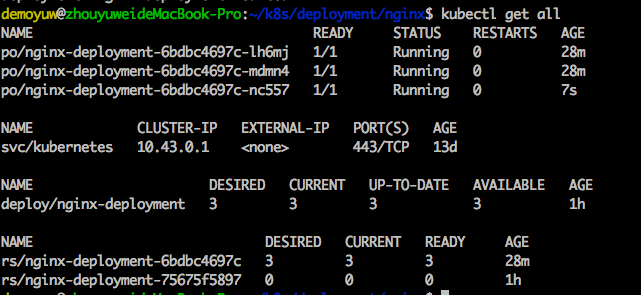 demoyuw@zhouyuweideMacBook-Pro:~/k8s/deployment/nginx$ kubectl get all
NAME READY STATUS RESTARTS AGE
po/nginx-deployment-6bdbc4697c-lh6mj 1/1 Running 0 28m
po/nginx-deployment-6bdbc4697c-mdmn4 1/1 Running 0 28m
po/nginx-deployment-6bdbc4697c-nc557 1/1 Running 0 7s
NAME CLUSTER-IP EXTERNAL-IP PORT(S) AGE
svc/kubernetes 10.43.0.1 <none> 443/TCP 13d
NAME DESIRED CURRENT UP-TO-DATE AVAILABLE AGE
deploy/nginx-deployment 3 3 3 3 1h
NAME DESIRED CURRENT READY AGE
rs/nginx-deployment-6bdbc4697c 3 3 3 28m
rs/nginx-deployment-75675f5897 0 0 0 1h